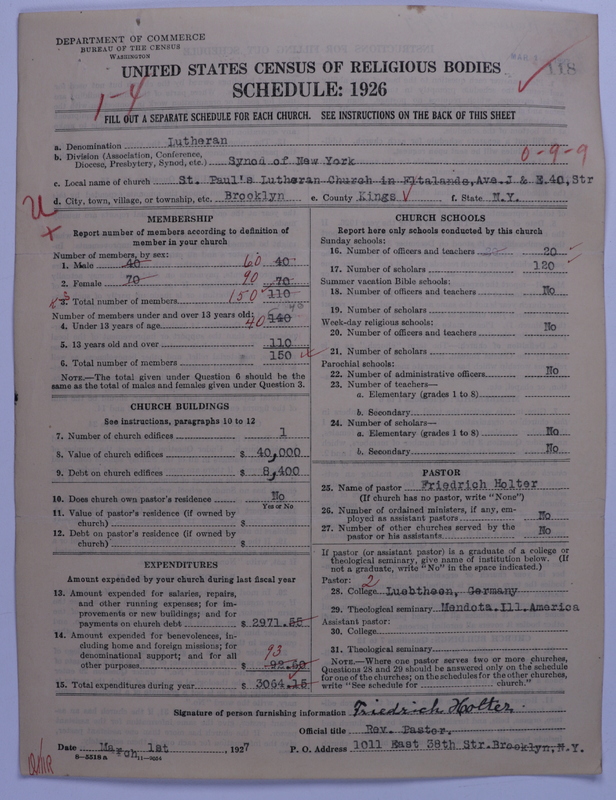 DEPARTMENT OF COMMERCE
BUREAU OF THE CENSUS
WASHINGTON
118
UNITED STATES CENSUS OF RELIGIOUS BODIES
SCHEDULE: 1926
1-4
FILL OUT A SEPARATE SCHEDULE FOR EACH CHURCH. SEE INSTRUCTIONS ON THE BACK OF THIS SHEET
a. Denomination Lutheran
b. Division (Association, Conference, Diocese, Presbytery, Synod, etc.) Synod of New York 0-9-9
c. Local name of church St. Paul's Lutheran Church in Fltalands,Ave.J & E.40,Str
d. City, town, village, or township, etc. Brooklyn e. County Kings f. State N.Y.
MEMBERSHIP
Report number of members according to definition of
member in your church
Number of members, by sex:
1. Male 40 60 40
2. Female 70 90 70
3. Total number of members 150 110
Number of members under and over 13 years old:
4. Under 13 years of age 40 140
5. 13 years old and over 110
6. Total number of members 150
NOTE.—The total given under Question 6 should be the
same as the total of males and females given under Question 3.
CHURCH BUILDINGS
See instructions, paragraphs 10 to 12
7. Number of church edifices 1
8. Value of church edifices $ 40,000
9. Debt on church edifices $ 8,400
10. Does church own pastor's residence No
Yes or No
11. Value of pastor's residence (if owned by
church) $
12. Debt on pastor's residence (if owned by
church) $
EXPENDITURES
Amount expended by your church during last fiscal year
13. Amount expended for salaries, repairs,
and other running expenses; for im-
provements or new buildings; and for
payments on church debt $ 2971.55
14. Amount expended for benevolences, in-
cluding home and foreign missions; for
denominational support; and for all
other purposes $ 92.60 93
15. Total expenditures during year $ 3064.15
CHURCH SCHOOLS
Report here only schools conducted by this church
Sunday schools:
16. Number of officers and teachers 20
17. Number of scholars 120
Summer vacation Bible schools:
18. Number of officers and teachers No
19. Number of scholars
Week-day religious schools:
20. Number of officers and teachers No
21. Number of scholars
Parochial schools:
22. Number of administrative officers No
23. Number of teachers—
a. Elementary (grades 1 to 8)
b. Secondary
24. Number of scholars—
a. Elementary (grades 1 to 8) No
b. Secondary No
PASTOR
25. Name of pastor Friedrich Holter
(If church has no pastor, write "None")
26. Number of ordained ministers, if any, em-
ployed as assistant pastors No
27. Number of other churches served by the
pastor or his assistants No
If pastor (or assistant pastor) is a graduate of a college or
theological seminary, give name of institution below. (If
not a graduate, write "No" in the space indicated.)
Pastor: 2
28. College Luebtheen, Germany
29. Theological seminary Mendota.Ill.America
Assistant pastor:
30. College
31. Theological seminary
NOTE.—Where one pastor serves two or more churches,
Questions 28 and 29 should be answered only on the schedule
for one of the churches; on the schedules for the other churches,
write "See schedule for church."
Signature of person furnishing information Friedrich Holter.
Official title Rev. Pastor.
Date March 1st, 1927 P. O. Address 1011 East 38th Str.Brooklyn,N.Y.
8-5518a 11-9054